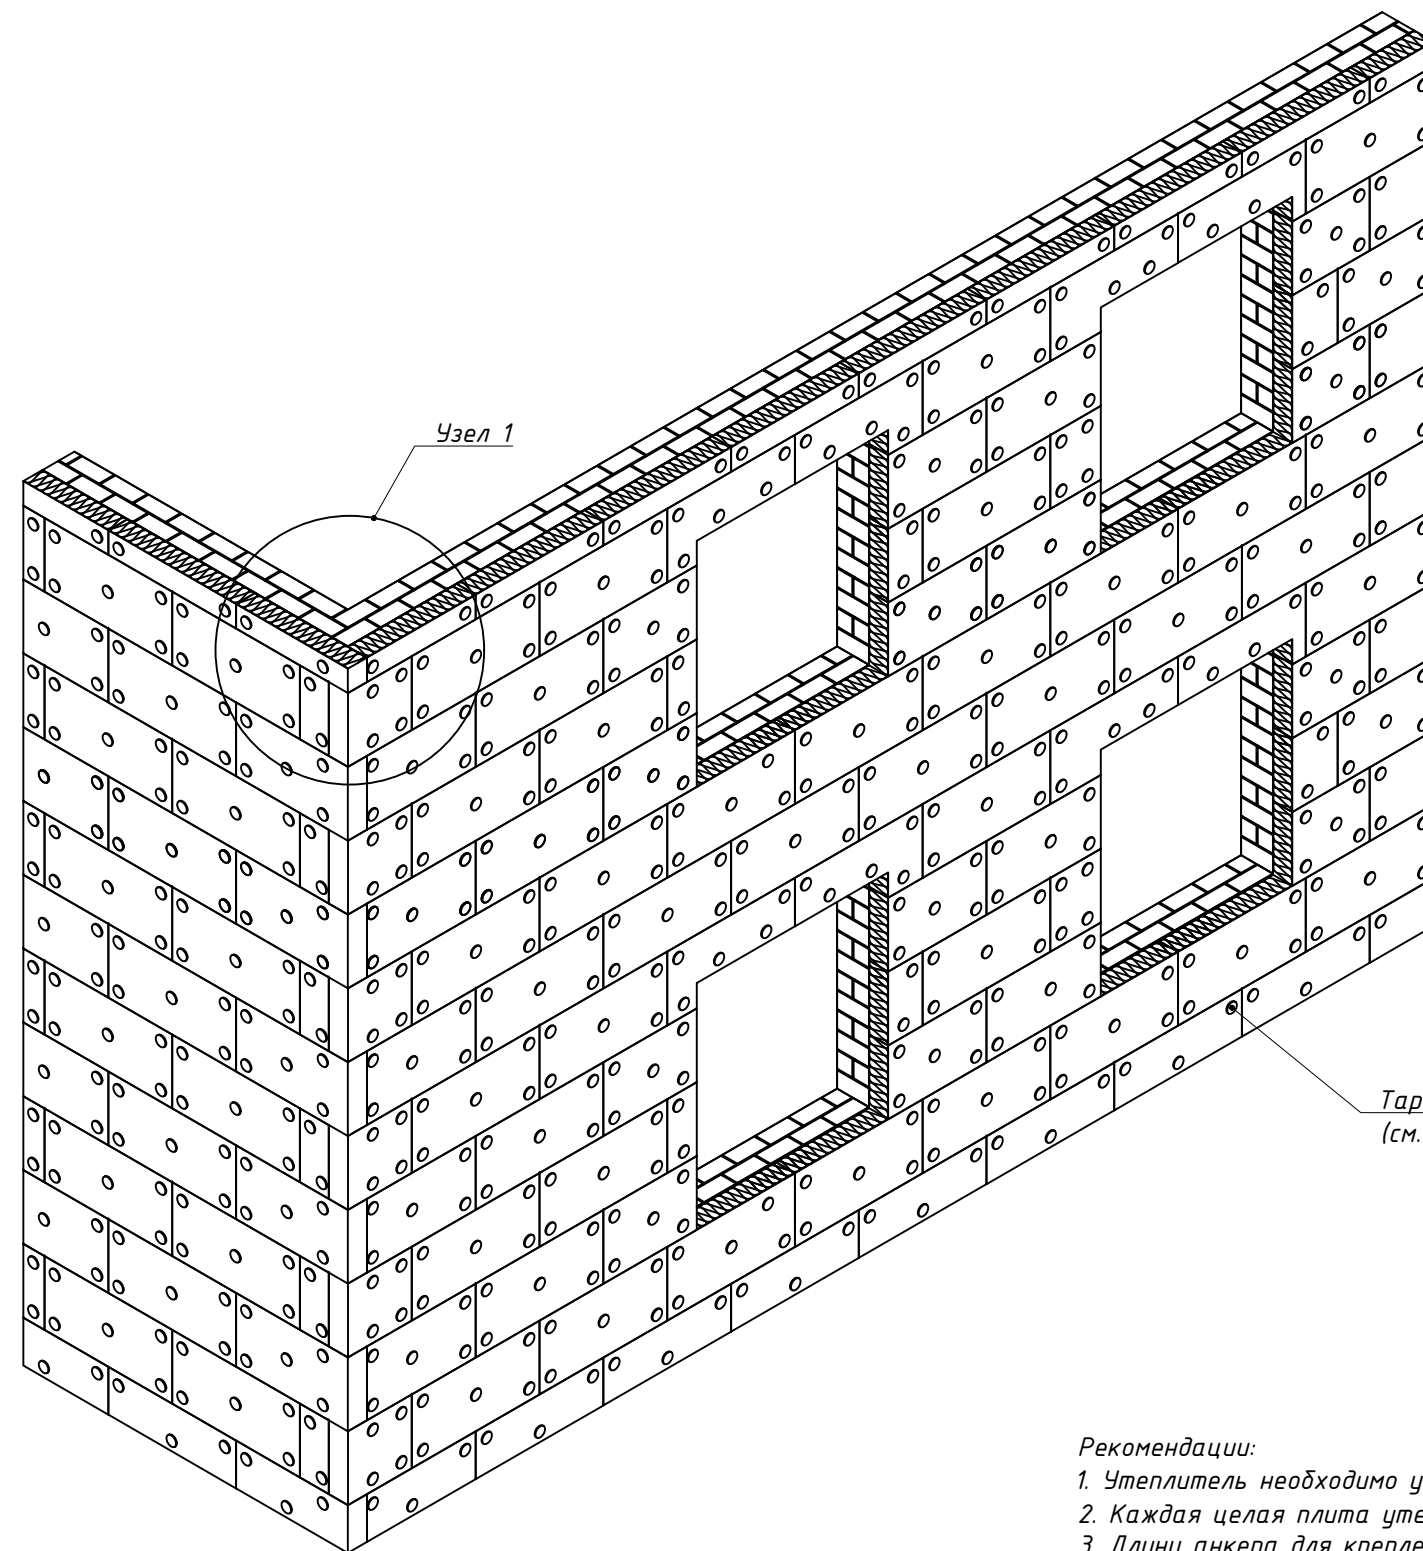 Узел 1
Тар
(см.
Рекомендации:
1. Утеплитель необходимо у
2. Каждая целая плита уте
3. Длину анкера для крепле